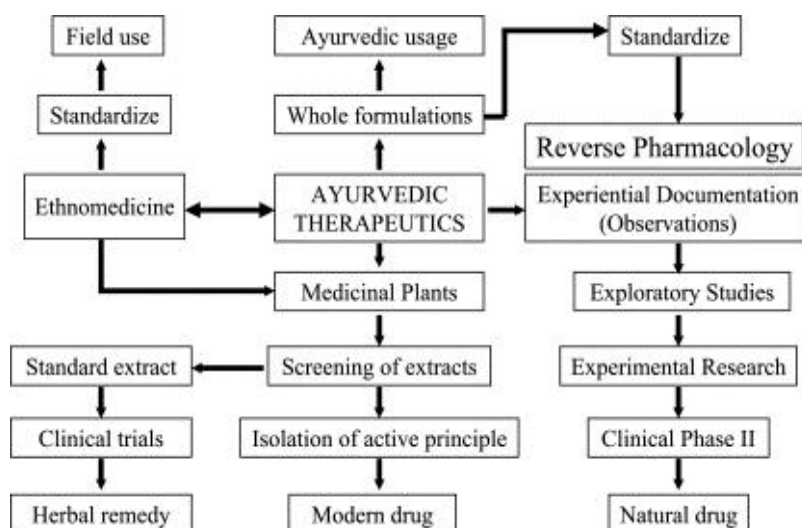 Field use
Ayurvedic usage
Standardize
Standardize
Whole formulations
Reverse Pharmacology
Ethnomedicine
AYURVEDIC
THERAPEUTICS
Experiential Documentation
(Observations)
Medicinal Plants
Exploratory Studies
Standard extract
Screening of extracts
Experimental Research
Clinical trials
Isolation of active principle
Clinical Phase II
Herbal remedy
Modern drug
Natural drug